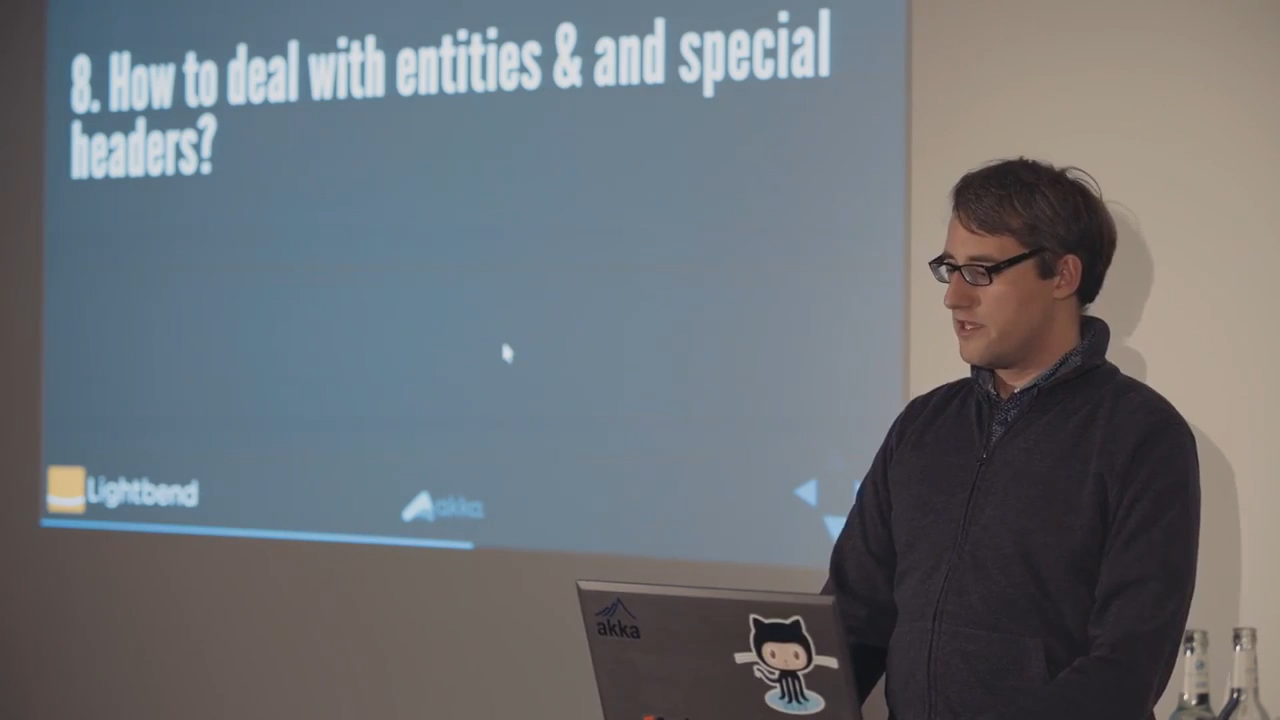 8. How to deal with entities & and special
headers?
Lightbend
akka
akka